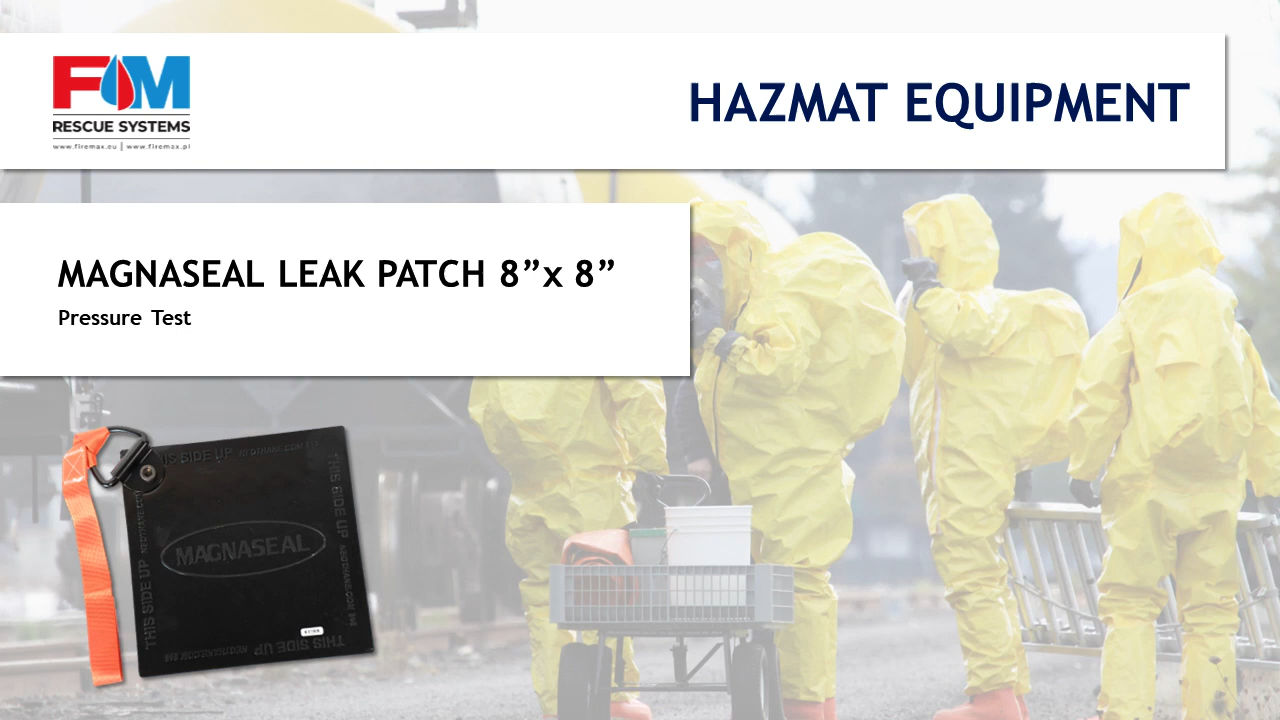 FM
RESCUE SYSTEMS
www.firemax.eu | www.firemax.pl
HAZMAT EQUIPMENT
MAGNASEAL LEAK PATCH 8”x 8”
Pressure Test
THIS SIDE UP
THIS SIDE UP
THIS SIDE UP
MAGNASEAL
THIS SIDE UP